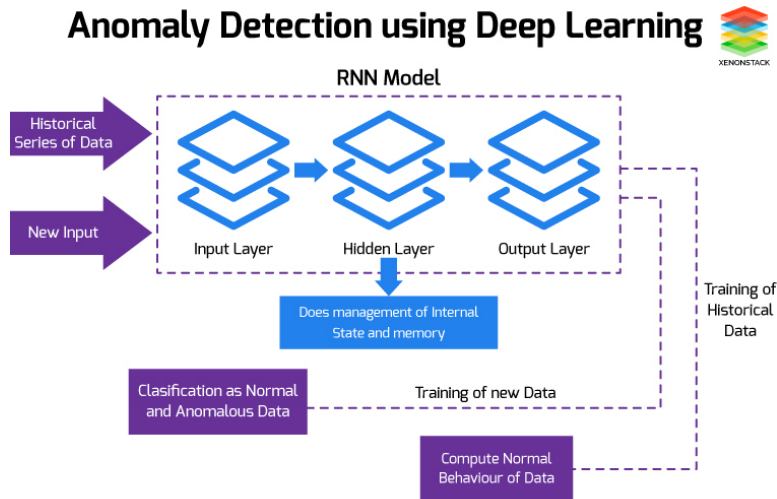 Anomaly Detection using Deep Learning
XENONSTACK
RNN Model
Historical
Series of Data
New Input
Input Layer
Hidden Layer
Output Layer
Does management of Internal
State and memory
Training of
Historical
Data
Clasification as Normal
and Anomalous Data
Training of new Data
Compute Normal
Behaviour of Data